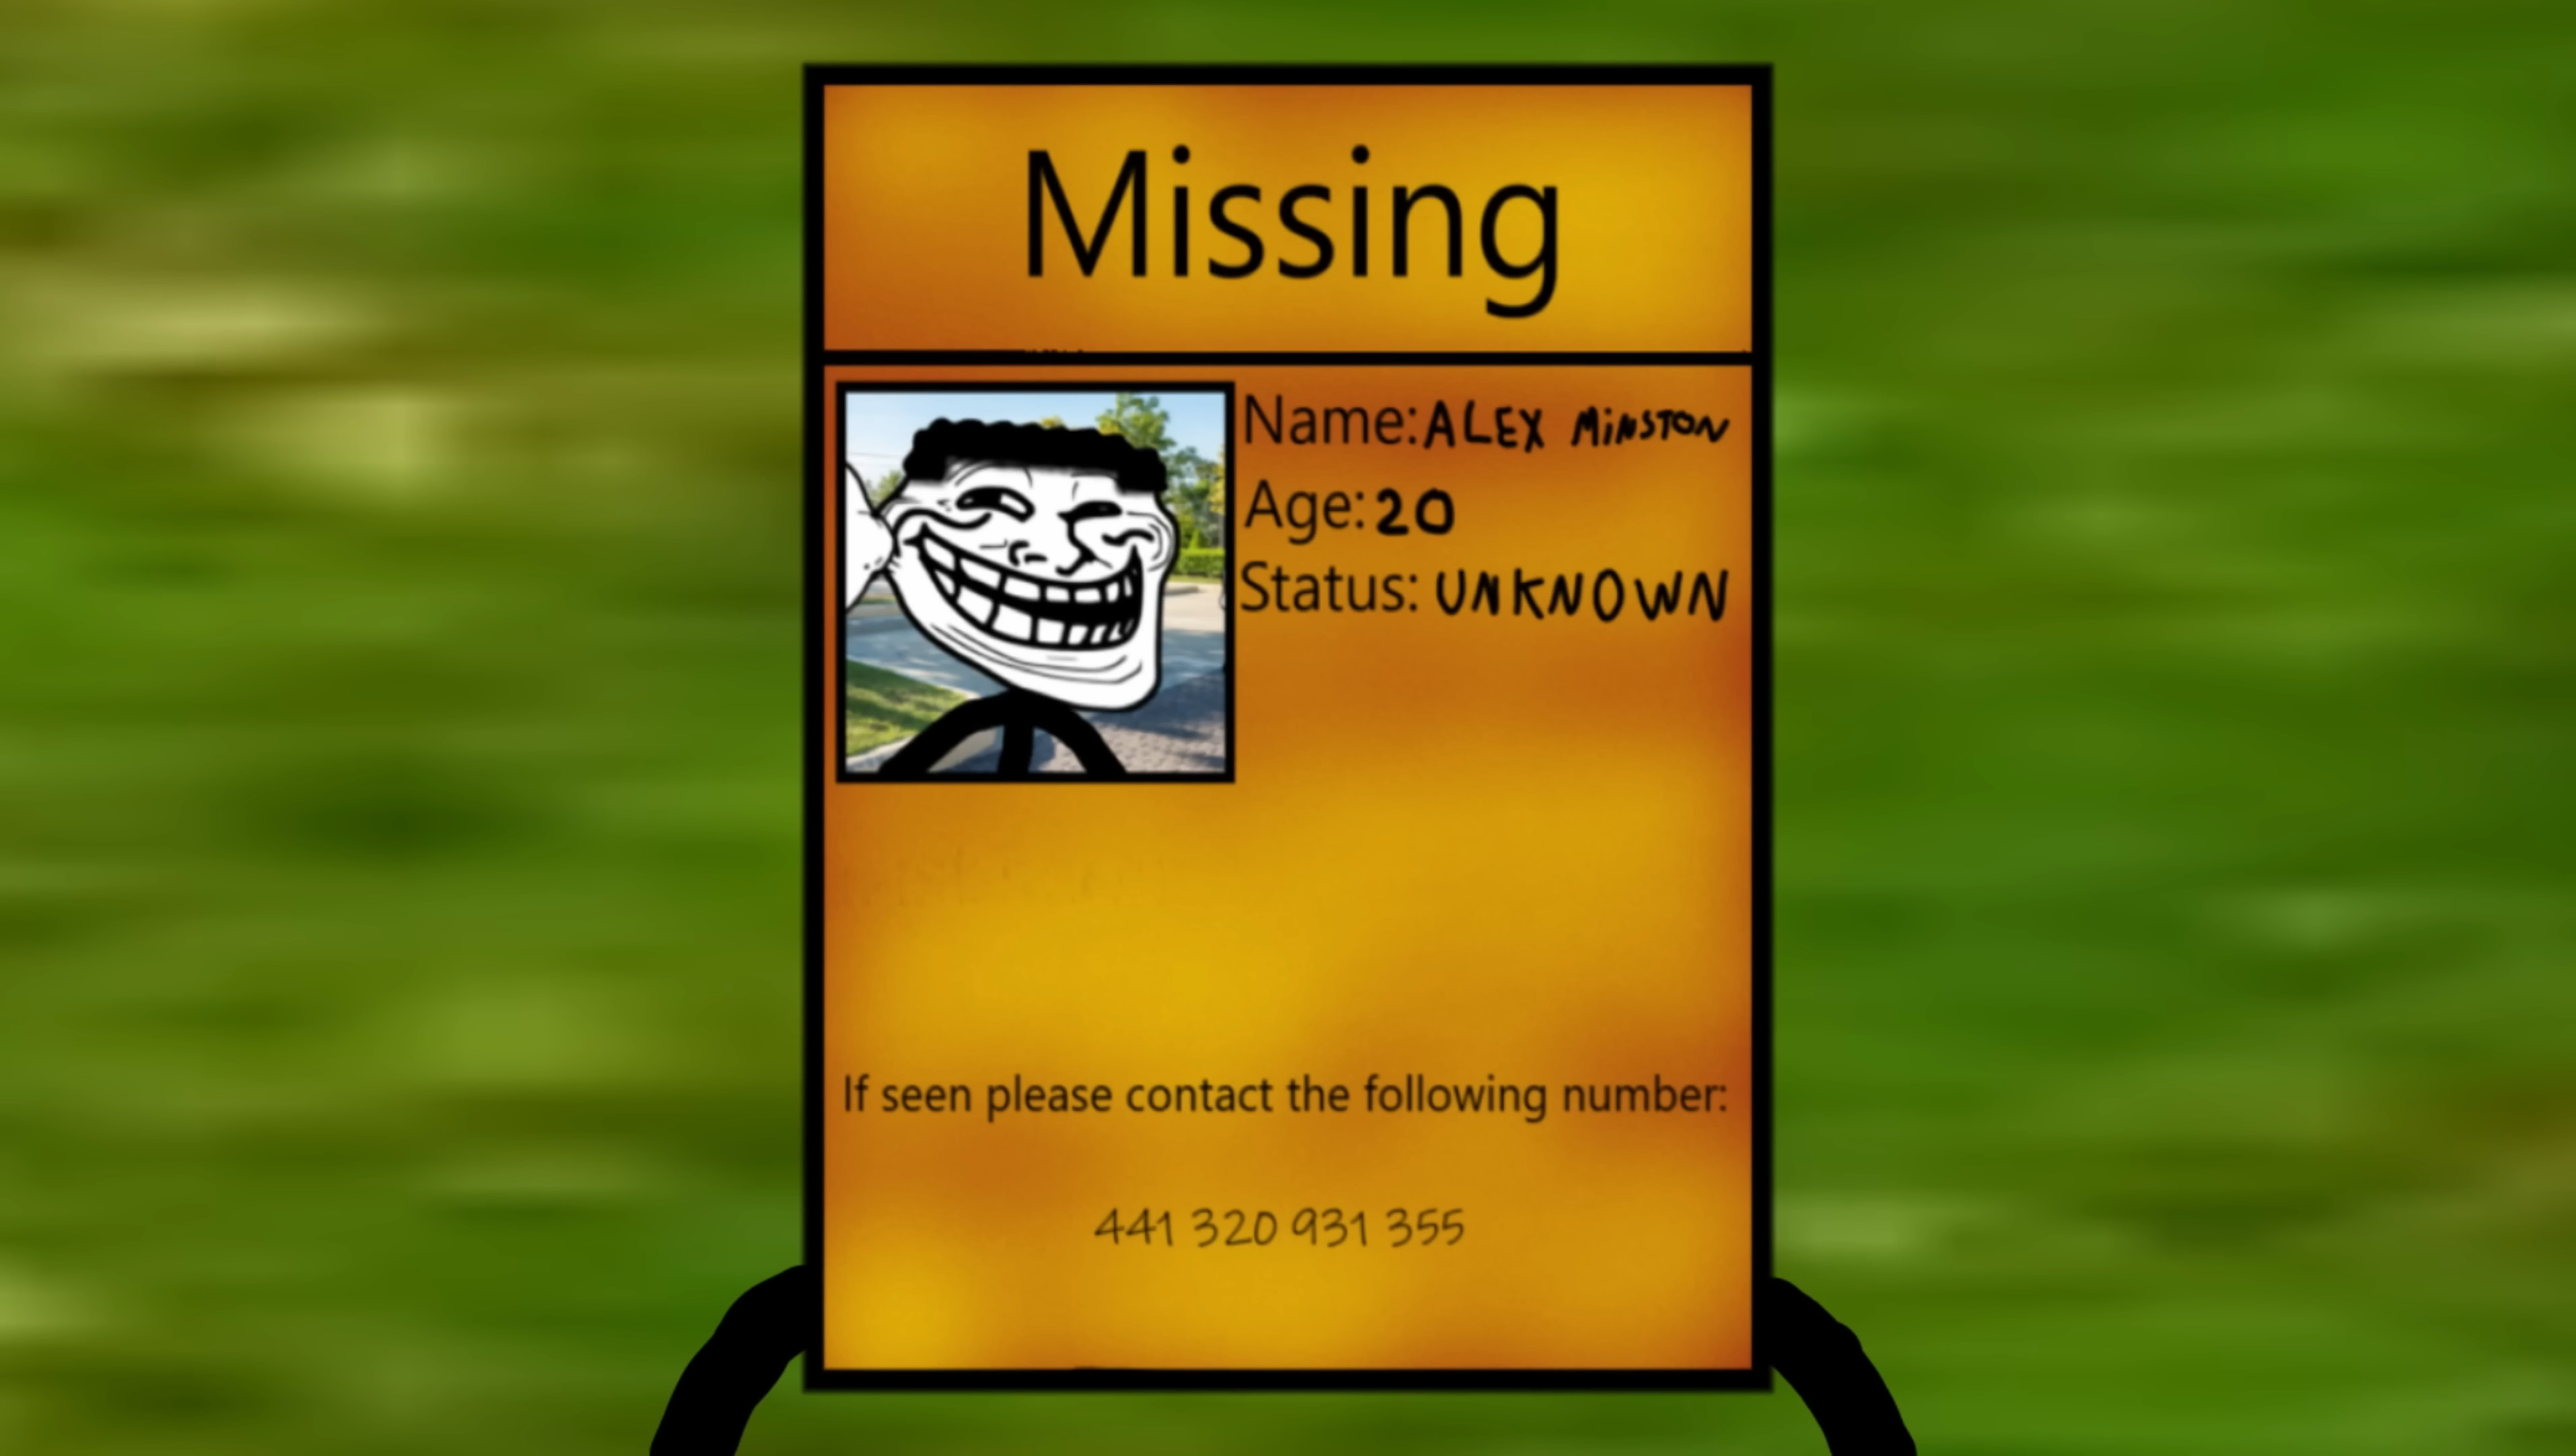 Missing
Name: ALEX MiNSTON
Age: 20
Status: UNKNOWN
If seen please contact the following number:
441 320 931 355